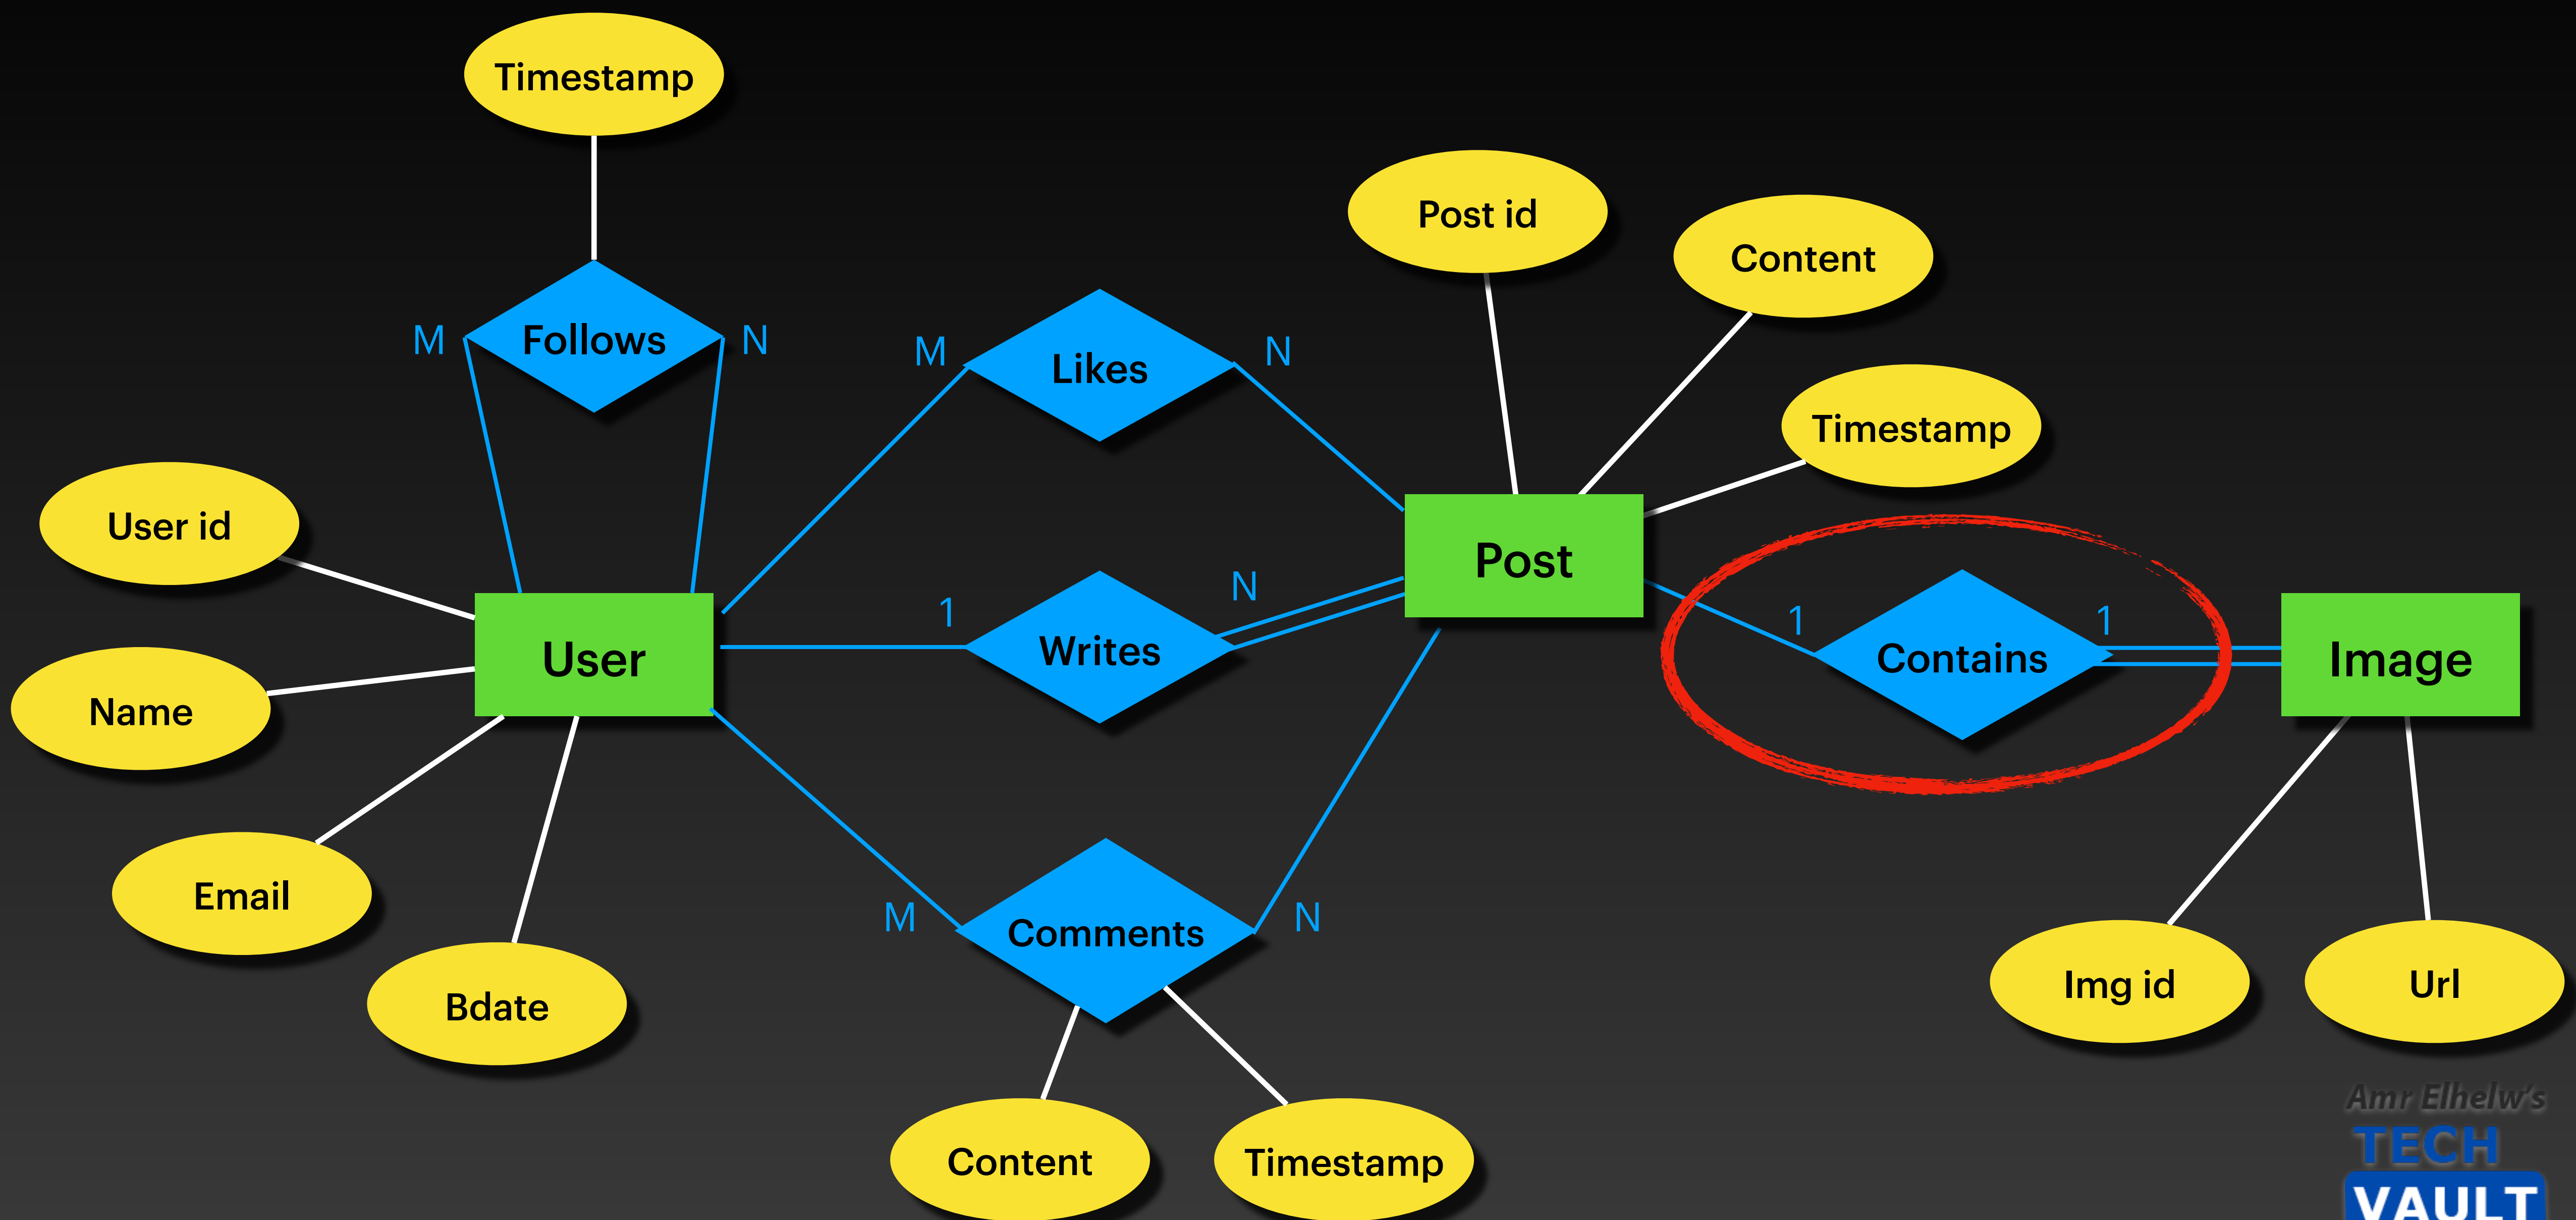 Timestamp
Post id
Content
M
Follows
N
M
Likes
N
Timestamp
User id
Post
N
1
Writes
1
Contains
1
User
Image
Name
Email
M
Comments
N
Bdate
Img id
Url
Content
Timestamp
Amr Elhelw's
TECH
VAULT